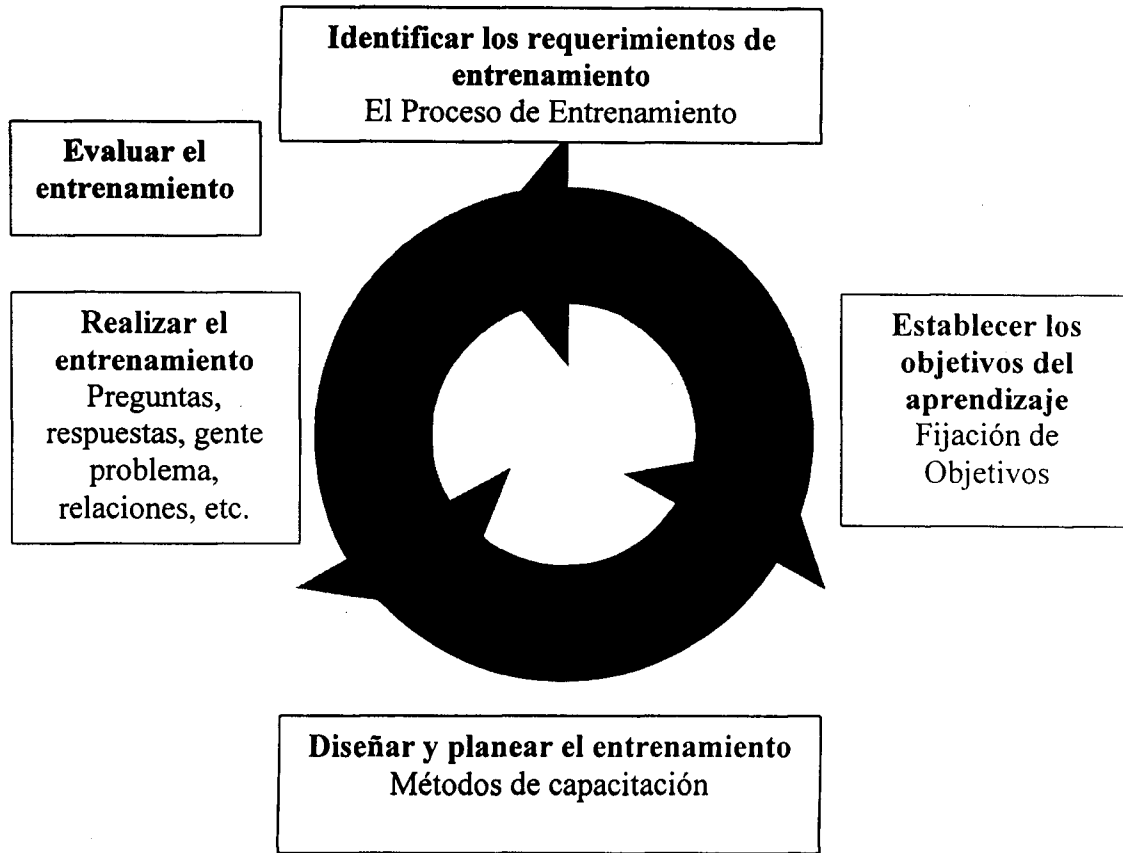 Identificar los requerimientos de
entrenamiento
El Proceso de Entrenamiento
Evaluar el
entrenamiento
Realizar el
entrenamiento
Preguntas,
respuestas, gente
problema,
relaciones, etc.
Establecer los
objetivos del
aprendizaje
Fijación de
Objetivos
Diseñar y planear el entrenamiento
Métodos de capacitación